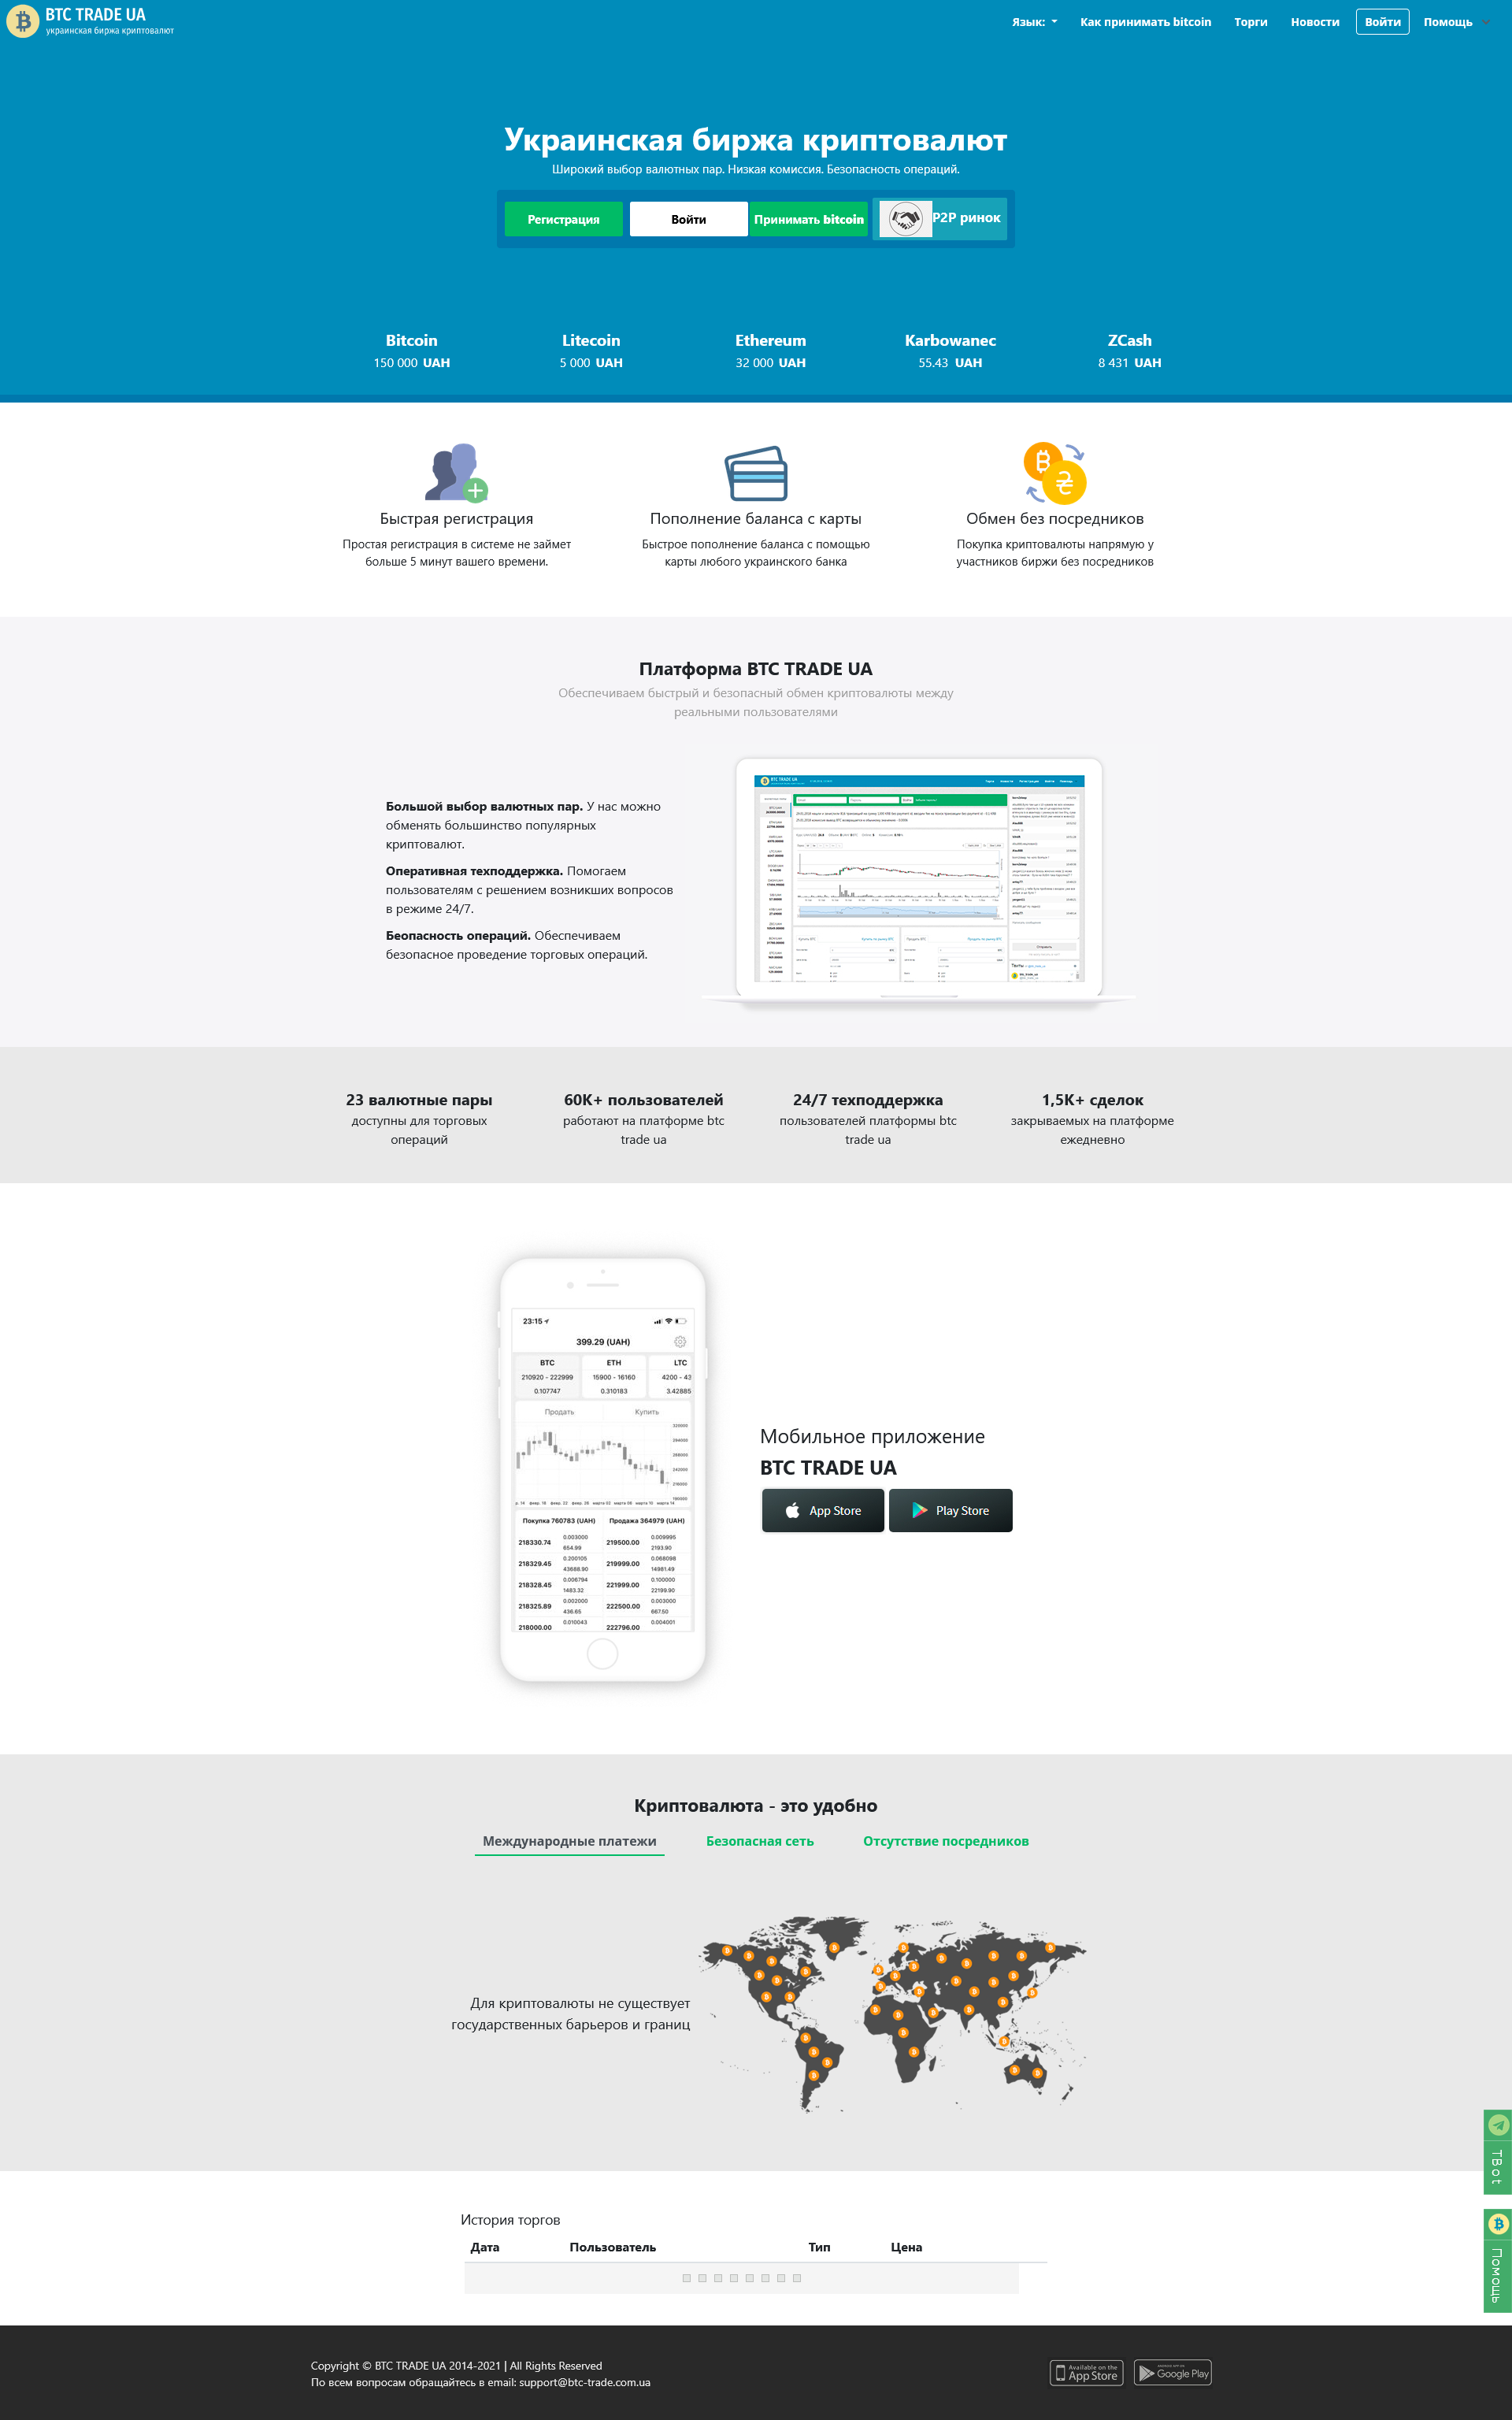 BTC TRADE UA
украинская биржа криптовалют
Язык:
Как принимать bitcoin
Торги
Новости
Войти
Помощь
Украинская биржа криптовалют
Широкий выбор валютных пар. Низкая комиссия. Безопасность операций.
Регистрация
Войти
Принимать bitcoin
P2P ринок
Bitcoin
150 000 UAH
Litecoin
5 000 UAH
Ethereum
32 000 UAH
Karbowanec
55.43 UAH
ZCash
8 431 UAH
Быстрая регистрация
Простая регистрация в системе не займет
больше 5 минут вашего времени.
Пополнение баланса с карты
Быстрое пополнение баланса с помощью
карты любого украинского банка
Обмен без посредников
Покупка криптовалюты напрямую у
участников биржи без посредников
Платформа BTC TRADE UA
Обеспечиваем быстрый и безопасный обмен криптовалюты между
реальными пользователями
Большой выбор валютных пар. У нас можно
обменять большинство популярных
криптовалют.
Оперативная техподдержка. Помогаем
пользователям с решением возникших вопросов
в режиме 24/7.
Беопасность операций. Обеспечиваем
безопасное проведение торговых операций.
23 валютные пары
доступны для торговых
операций
60K+ пользователей
работают на платформе btc
trade ua
24/7 техподдержка
пользователей платформы btc
trade ua
1,5K+ сделок
закрываемых на платформе
ежедневно
23:15
399.29 (UAH)
BTC
ETH
LTC
210920 - 222999
15900 - 16160
4200 - 43
0.107747
0.310183
3.42885
Продать
Купить
Покупка 760783 (UAH)
Продажа 364979 (UAH)
218330.74
0.003000
654.99
219500.00
0.009995
2193.90
218329.45
0.200105
43688.90
219999.00
0.068098
14981.49
218328.45
0.006794
1483.32
221999.00
0.100000
22199.90
218325.89
0.002000
436.65
222500.00
0.003000
667.50
218000.00
0.010043
222796.00
0.004001
Мобильное приложение
BTC TRADE UA
App Store
Play Store
Криптовалюта - это удобно
Международные платежи
Безопасная сеть
Отсутствие посредников
Для криптовалюты не существует
государственных барьеров и границ
TBot
Помощь
История торгов
Дата
Пользователь
Тип
Цена
Copyright © BTC TRADE UA 2014-2021 | All Rights Reserved
По всем вопросам обращайтесь в email: support@btc-trade.com.ua
Available on the
App Store
ANDROID APP ON
Google Play